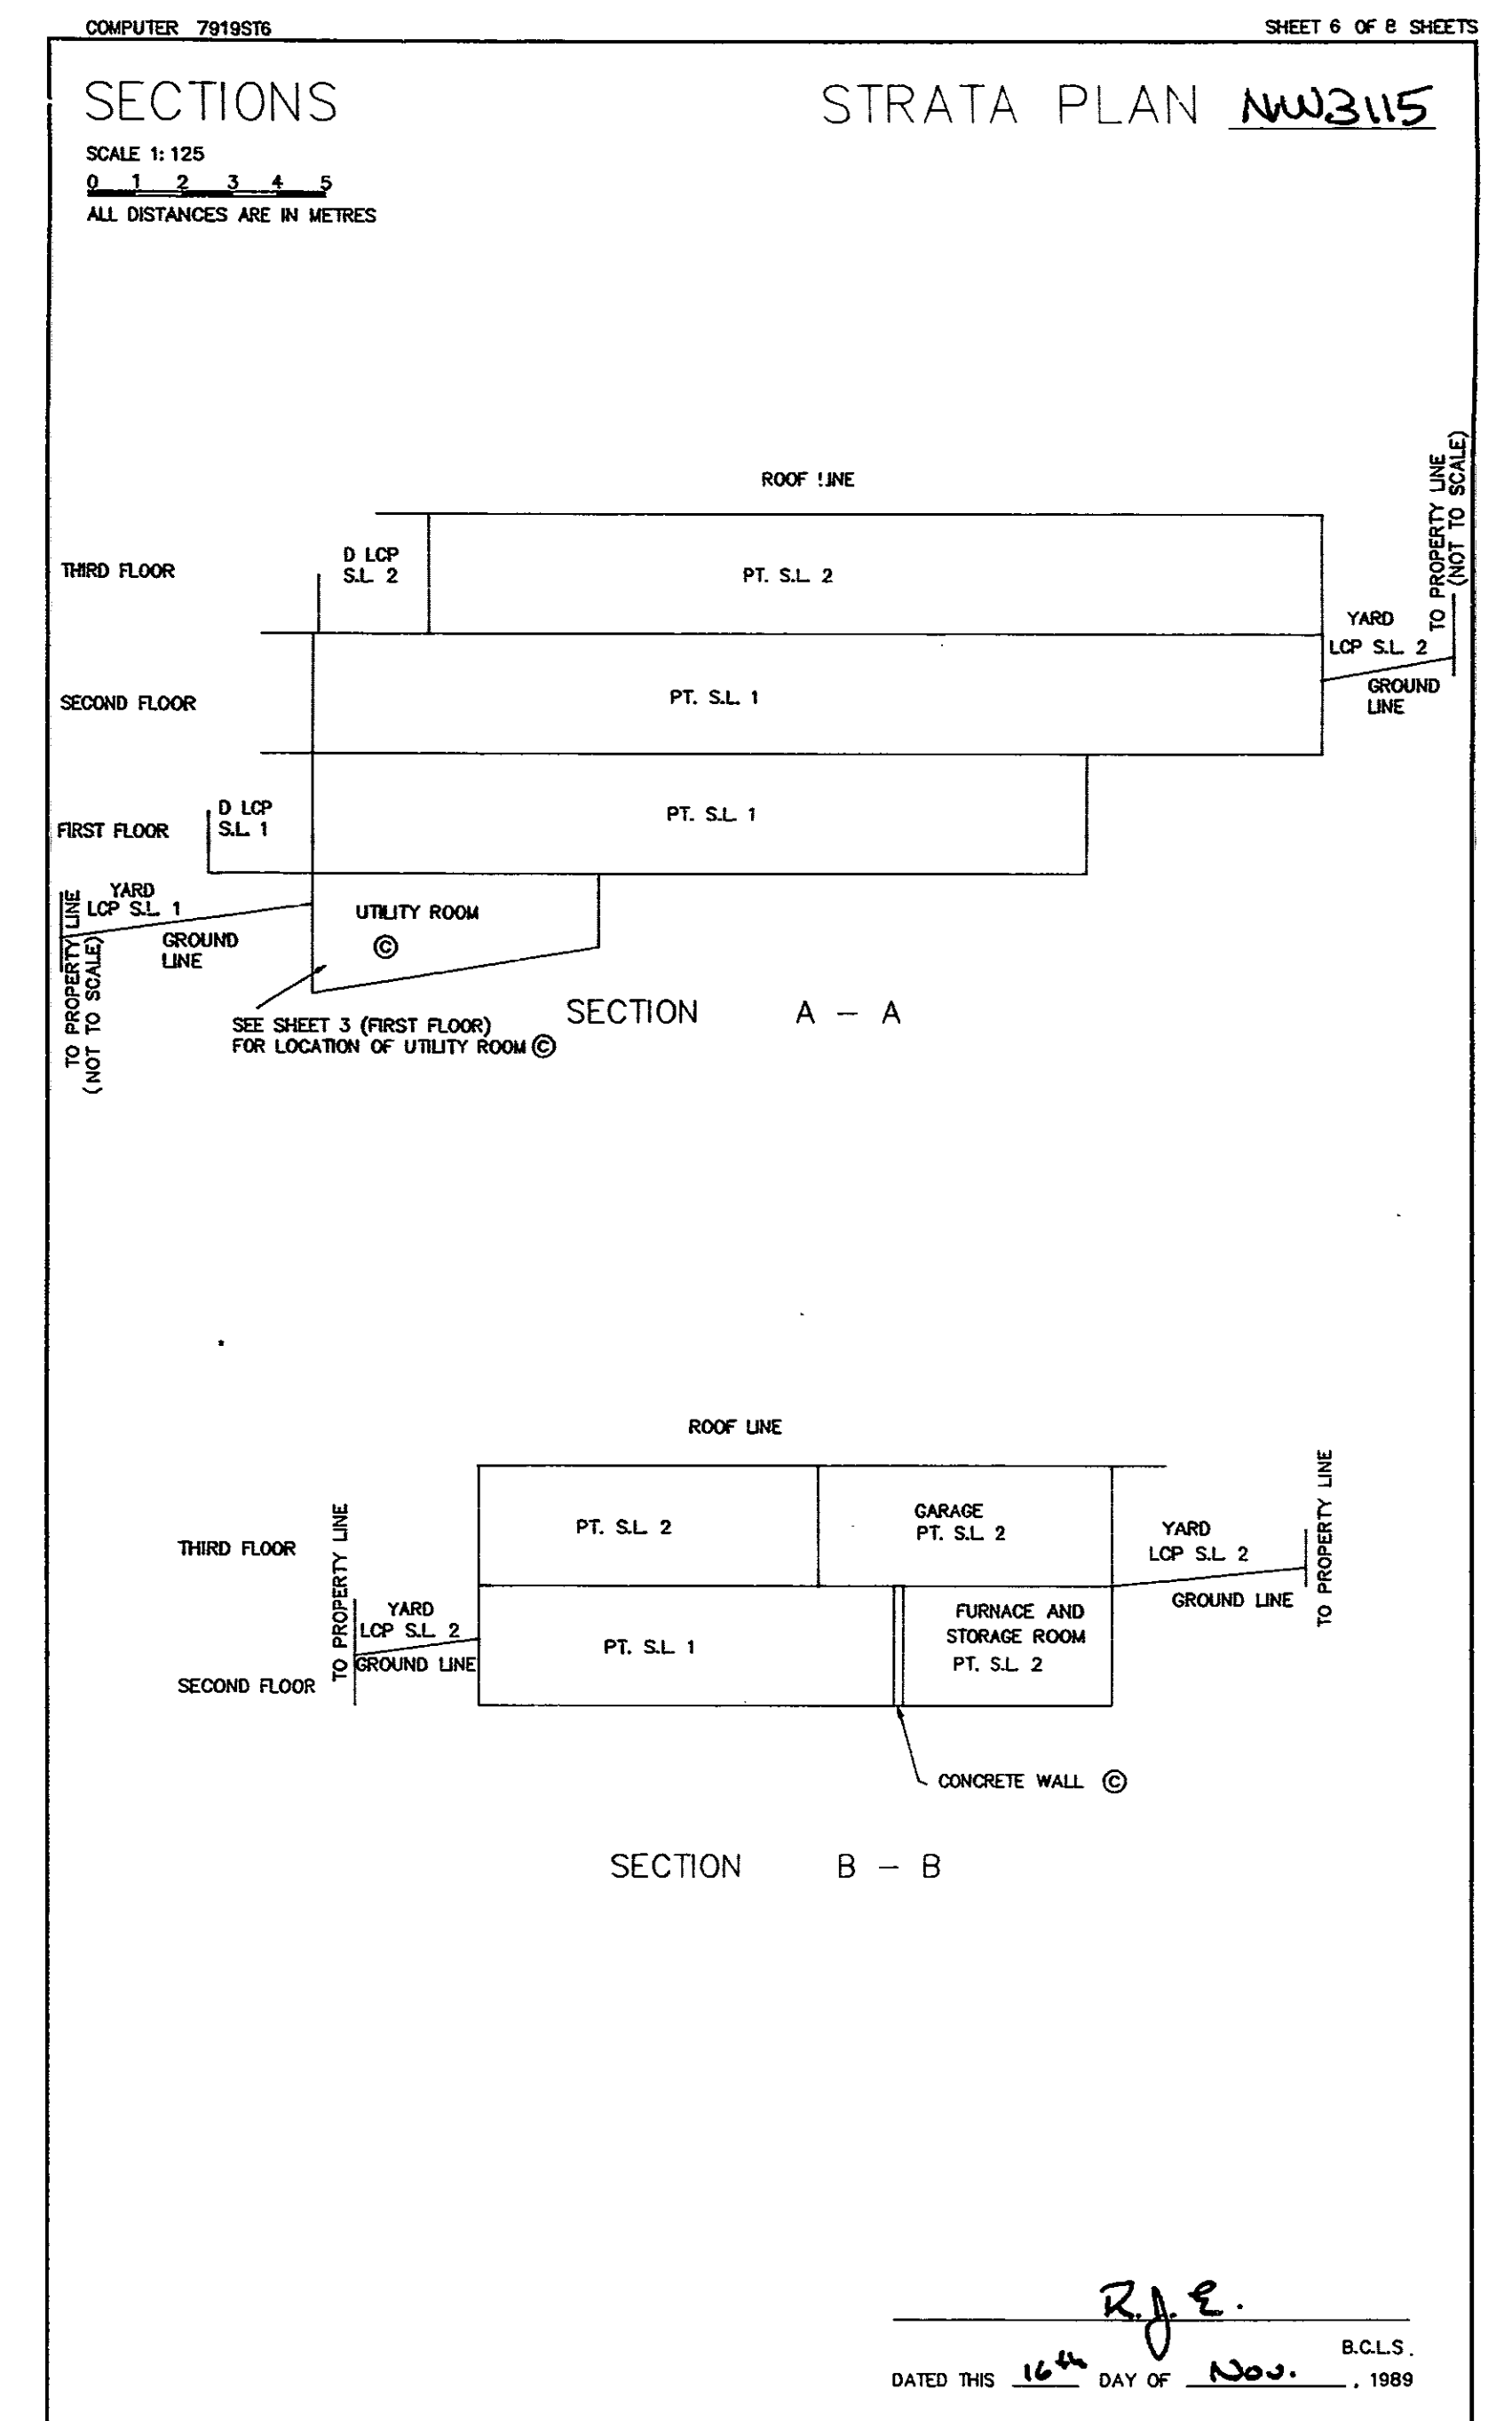 COMPUTER 7919ST6
SHEET 6 OF 8 SHEETS
SECTIONS
STRATA PLAN NW3115
SCALE 1:125
0 1 2 3 4 5
ALL DISTANCES ARE IN METRES
ROOF LINE
TO PROPERTY LINE
(NOT TO SCALE)
THIRD FLOOR
D LCP
S.L. 2
PT. S.L. 2
YARD
LCP S.L. 2
GROUND
LINE
SECOND FLOOR
PT. S.L. 1
FIRST FLOOR
D LCP
S.L. 1
PT. S.L. 1
YARD
LCP S.L. 1
GROUND
LINE
TO PROPERTY LINE
(NOT TO SCALE)
UTILITY ROOM
©
SEE SHEET 3 (FIRST FLOOR)
FOR LOCATION OF UTILITY ROOM ©
SECTION A – A
ROOF LINE
THIRD FLOOR
TO PROPERTY LINE
PT. S.L. 2
GARAGE
PT. S.L. 2
YARD
LCP S.L. 2
GROUND LINE
TO PROPERTY LINE
YARD
LCP S.L. 2
GROUND LINE
SECOND FLOOR
PT. S.L. 1
FURNACE AND
STORAGE ROOM
PT. S.L. 2
CONCRETE WALL ©
SECTION B – B
R.J.E.
B.C.L.S.
DATED THIS 16th DAY OF Nov. , 1989